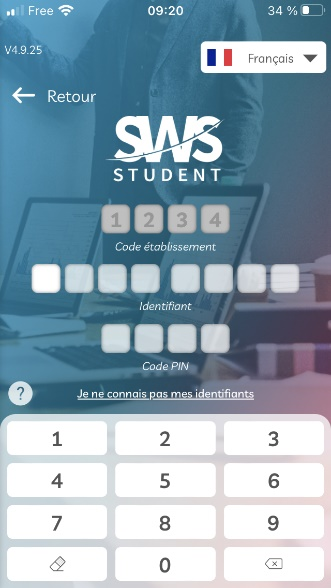 Free 09:20 34 %
V4.9.25
Français
Retour
SWS
STUDENT
1 2 3 4
Code établissement
Identifiant
Code PIN
? Je ne connais pas mes identifiants
1 2 3
4 5 6
7 8 9
0